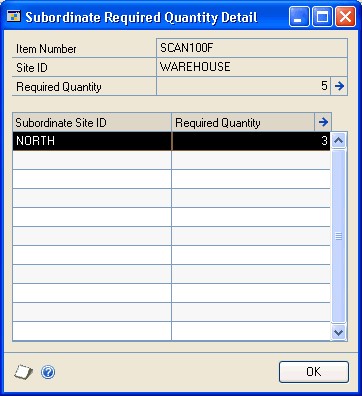 Subordinate Required Quantity Detail
Item Number SCAN100F
Site ID WAREHOUSE
Required Quantity 5
Subordinate Site ID Required Quantity
NORTH 3
OK